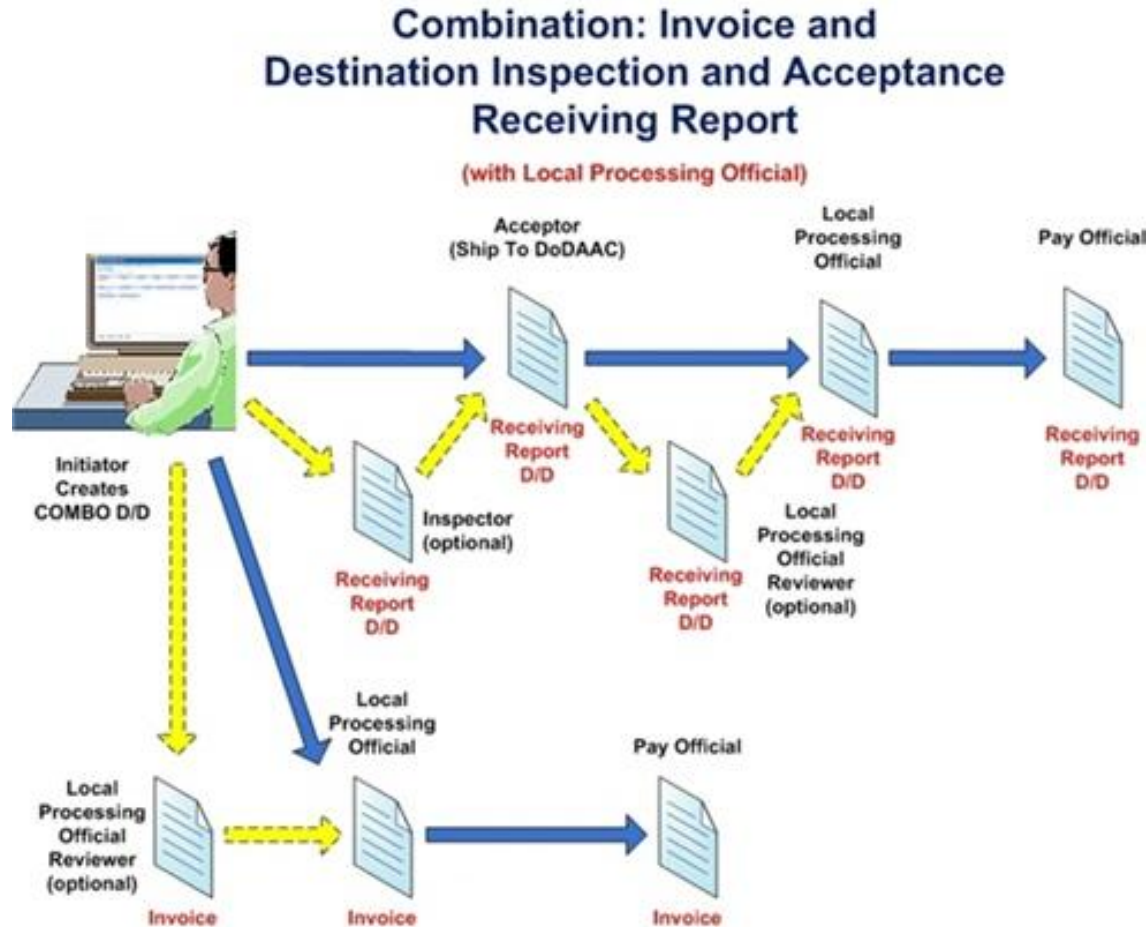 Combination: Invoice and
Destination Inspection and Acceptance
Receiving Report
(with Local Processing Official)
Acceptor
(Ship To DoDAAC)
Local
Processing
Official
Pay Official
Receiving
Report
D/D
Receiving
Report
D/D
Receiving
Report
D/D
Initiator
Creates
COMBO D/D
Inspector
(optional)
Receiving
Report
D/D
Local
Processing
Official
Reviewer
(optional)
Receiving
Report
D/D
Local
Processing
Official
Pay Official
Local
Processing
Official
Reviewer
(optional)
Invoice
Invoice
Invoice